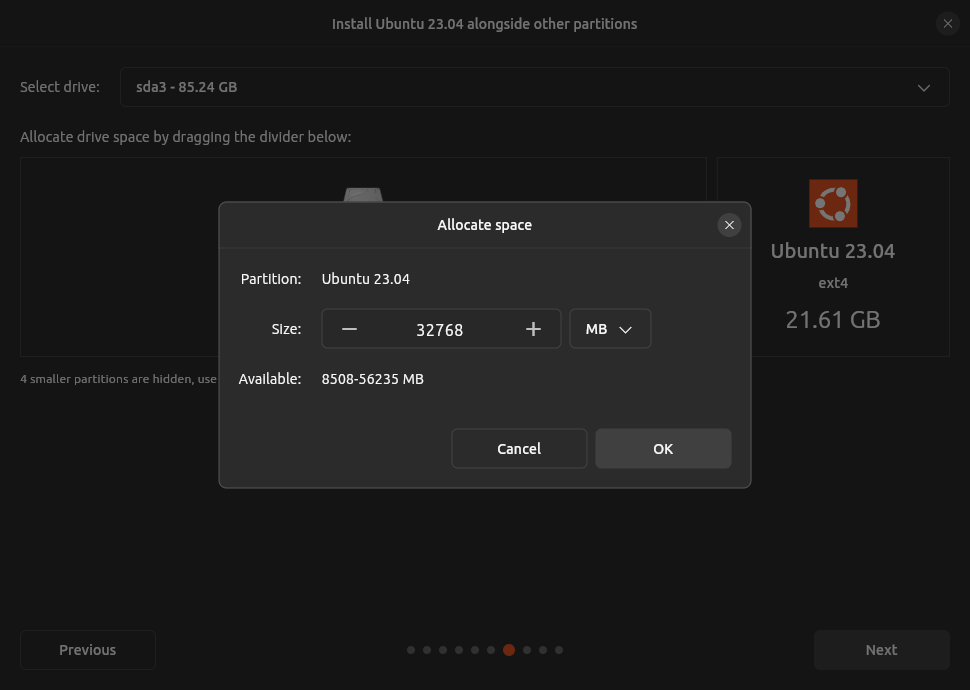 Install Ubuntu 23.04 alongside other partitions
Select drive: sda3 - 85.24 GB
Allocate drive space by dragging the divider below:
Ubuntu 23.04
ext4
21.61 GB
4 smaller partitions are hidden, use
Allocate space
Partition: Ubuntu 23.04
Size: 32768 MB
Available: 8508-56235 MB
Cancel OK
Previous Next